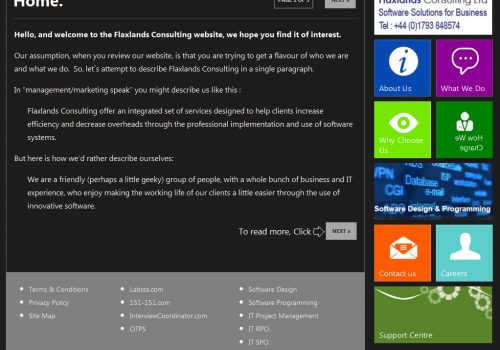 Home.
PAGE 1 OF 3
NEXT »
Hello, and welcome to the Flaxlands Consulting website, we hope you find it of interest.
Our assumption, when you review our website, is that you are trying to get a flavour of who we are
and what we do.  So, let's attempt to describe Flaxlands Consulting in a single paragraph.
In "management/marketing speak" you might describe us like this :
Flaxlands Consulting offer an integrated set of services designed to help clients increase
efficiency and decrease overheads through the professional implementation and use of software
systems.
But here is how we'd rather describe ourselves:
We are a friendly (perhaps a little geeky) group of people, with a whole bunch of business and IT
experience, who enjoy making the working life of our clients a little easier through the use of
innovative software.
To read more, Click
NEXT »
Terms & Conditions
Privacy Policy
Site Map
Labccs.com
151-151.com
InterviewCoordinator.com
OTPS
Software Design
Software Programming
IT Project Management
IT RPO
IT SPO
Flaxlands Consulting Ltd
Software Solutions for Business
Tel : +44 (0)1793 848574
About Us
What We Do
Why Choose
Us
How We
Change
VPN
Database
CGI
e-mail
DNS
Software Design & Programming
Contact us
Careers
Support Centre